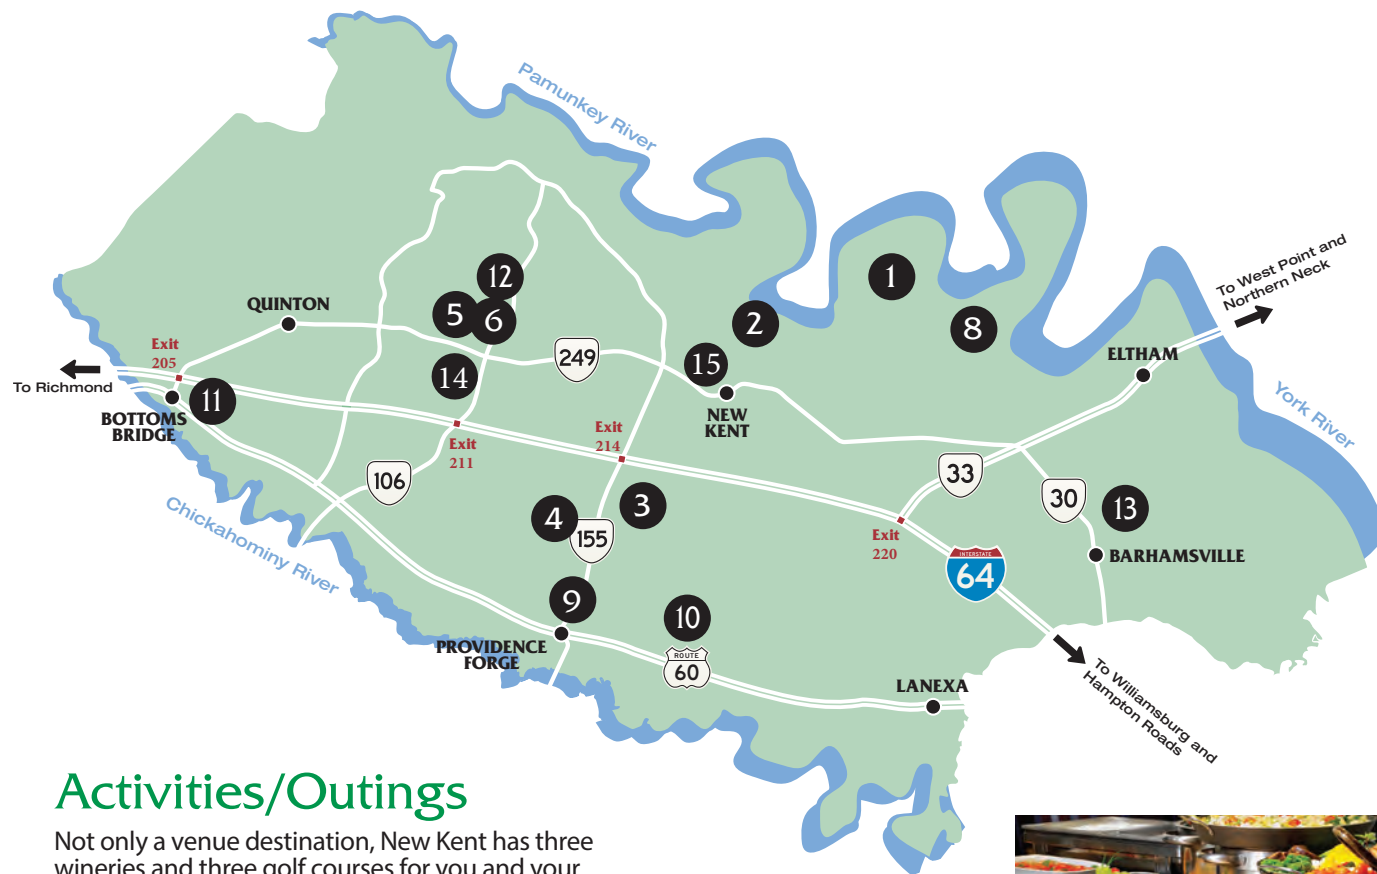 Pamunkey River
To West Point and
Northern Neck
12
1
QUINTON
5
6
2
8
15
249
Exit
205
ELTHAM
To Richmond
14
11
BOTTOMS
BRIDGE
NEW
KENT
York River
Exit
214
Exit
211
106
33
30
13
Chickahominy River
4
3
155
Exit
220
INTERSTATE
64
BARHAMSVILLE
9
10
PROVIDENCE
FORGE
ROUTE
60
To Williamsburg and
Hampton Roads
LANEXA
Activities/Outings
Not only a venue destination, New Kent has three
wineries and three golf courses for you and your